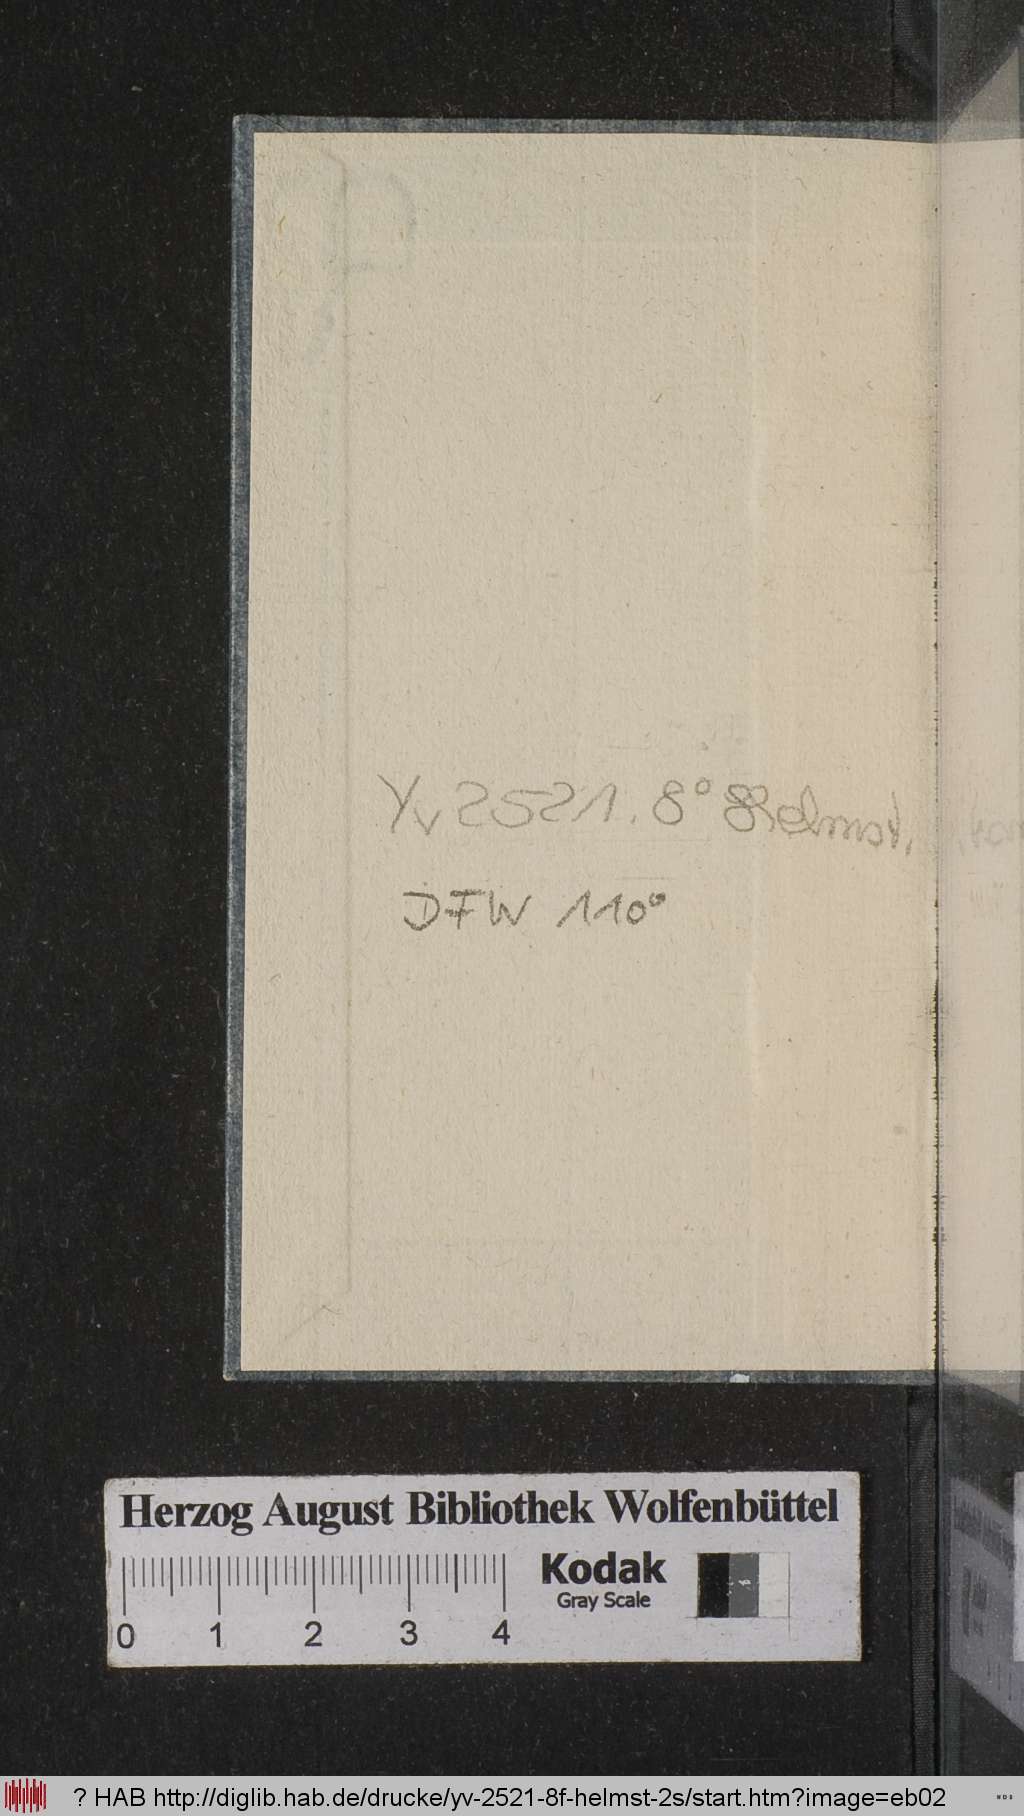 Yv 2521. 8° Helmst.
DFW 110°
Herzog August Bibliothek Wolfenbüttel
Kodak
Gray Scale
0 1 2 3 4
? HAB http://diglib.hab.de/drucke/yv-2521-8f-helmst-2s/start.htm?image=eb02